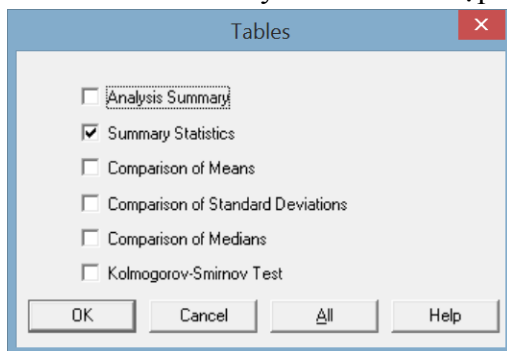 Tables
Analysis Summary
Summary Statistics
Comparison of Means
Comparison of Standard Deviations
Comparison of Medians
Kolmogorov-Smirnov Test
OK Cancel All Help